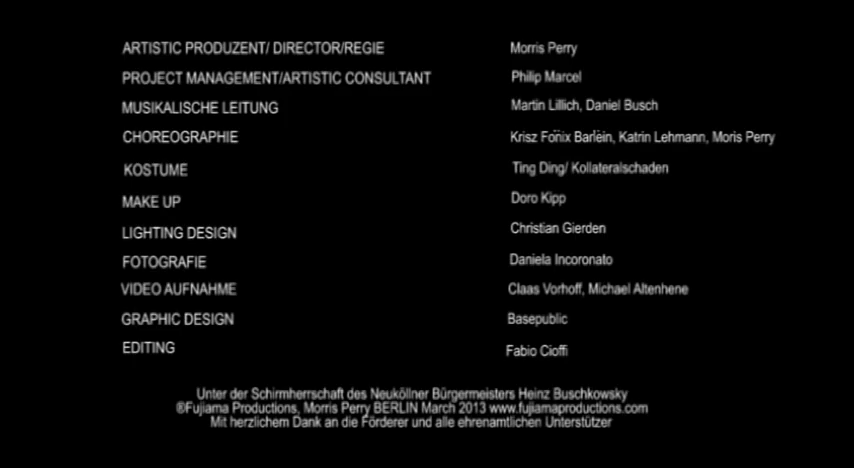 ARTISTIC PRODUZENT/ DIRECTOR/REGIE Morris Perry
PROJECT MANAGEMENT/ARTISTIC CONSULTANT Philip Marcel
MUSIKALISCHE LEITUNG Martin Lillich, Daniel Busch
CHOREOGRAPHIE Krisz Fonix Barlein, Katrin Lehmann, Moris Perry
KOSTUME Ting Ding/ Kollateralschaden
MAKE UP Doro Kipp
LIGHTING DESIGN Christian Gierden
FOTOGRAFIE Daniela Incoronato
VIDEO AUFNAHME Claas Vorhoff, Michael Altenhene
GRAPHIC DESIGN Basepublic
EDITING Fabio Cioffi
Unter der Schirmherrschaft des Neuköllner Bürgermeisters Heinz Buschkowsky
®Fujiama Productions, Morris Perry BERLIN March 2013 www.fujiamaproductions.com
Mit herzlichem Dank an die Förderer und alle ehrenamtlichen Unterstützer